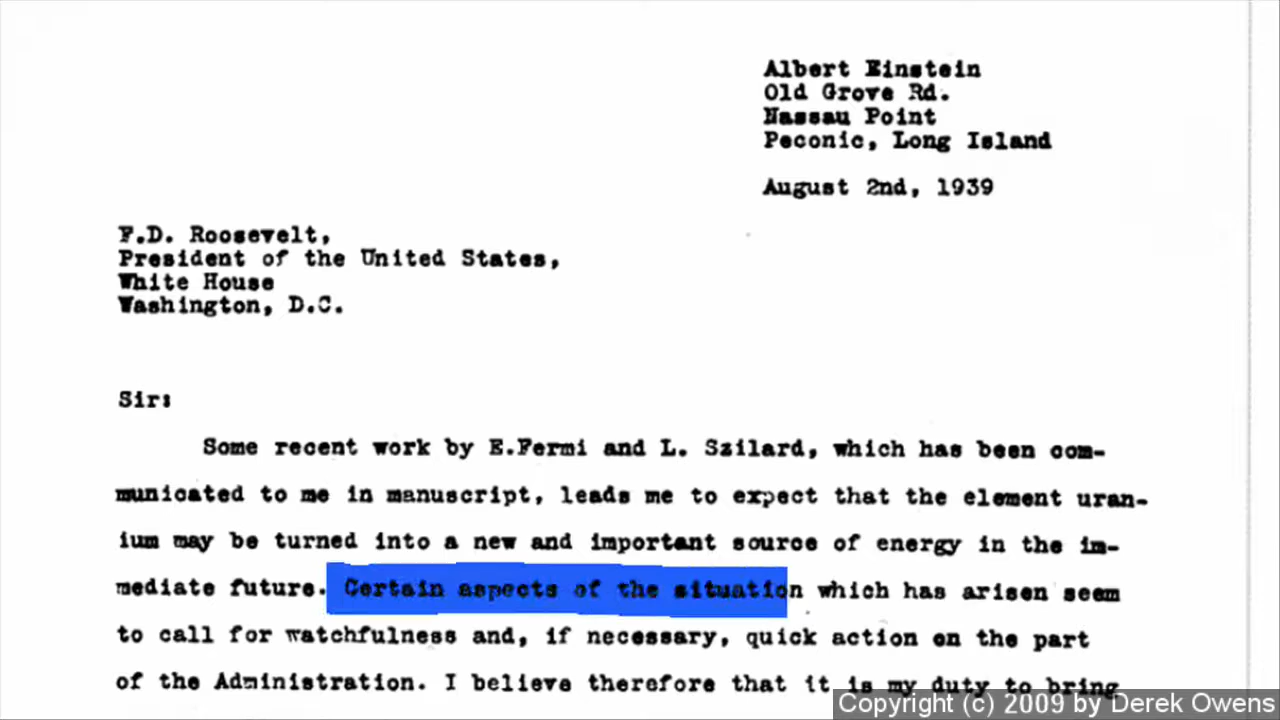 Albert Einstein
Old Grove Rd.
Nassau Point
Peconic, Long Island
August 2nd, 1939
F.D. Roosevelt,
President of the United States,
White House
Washington, D.C.
Sir:
Some recent work by E.Fermi and L. Szilard, which has been com-
municated to me in manuscript, leads me to expect that the element uran-
ium may be turned into a new and important source of energy in the im-
mediate future. Certain aspects of the situation which has arisen seem
to call for watchfulness and, if necessary, quick action on the part
of the Administration. I believe therefore that it is my duty to bring
Copyright (c) 2009 by Derek Owens